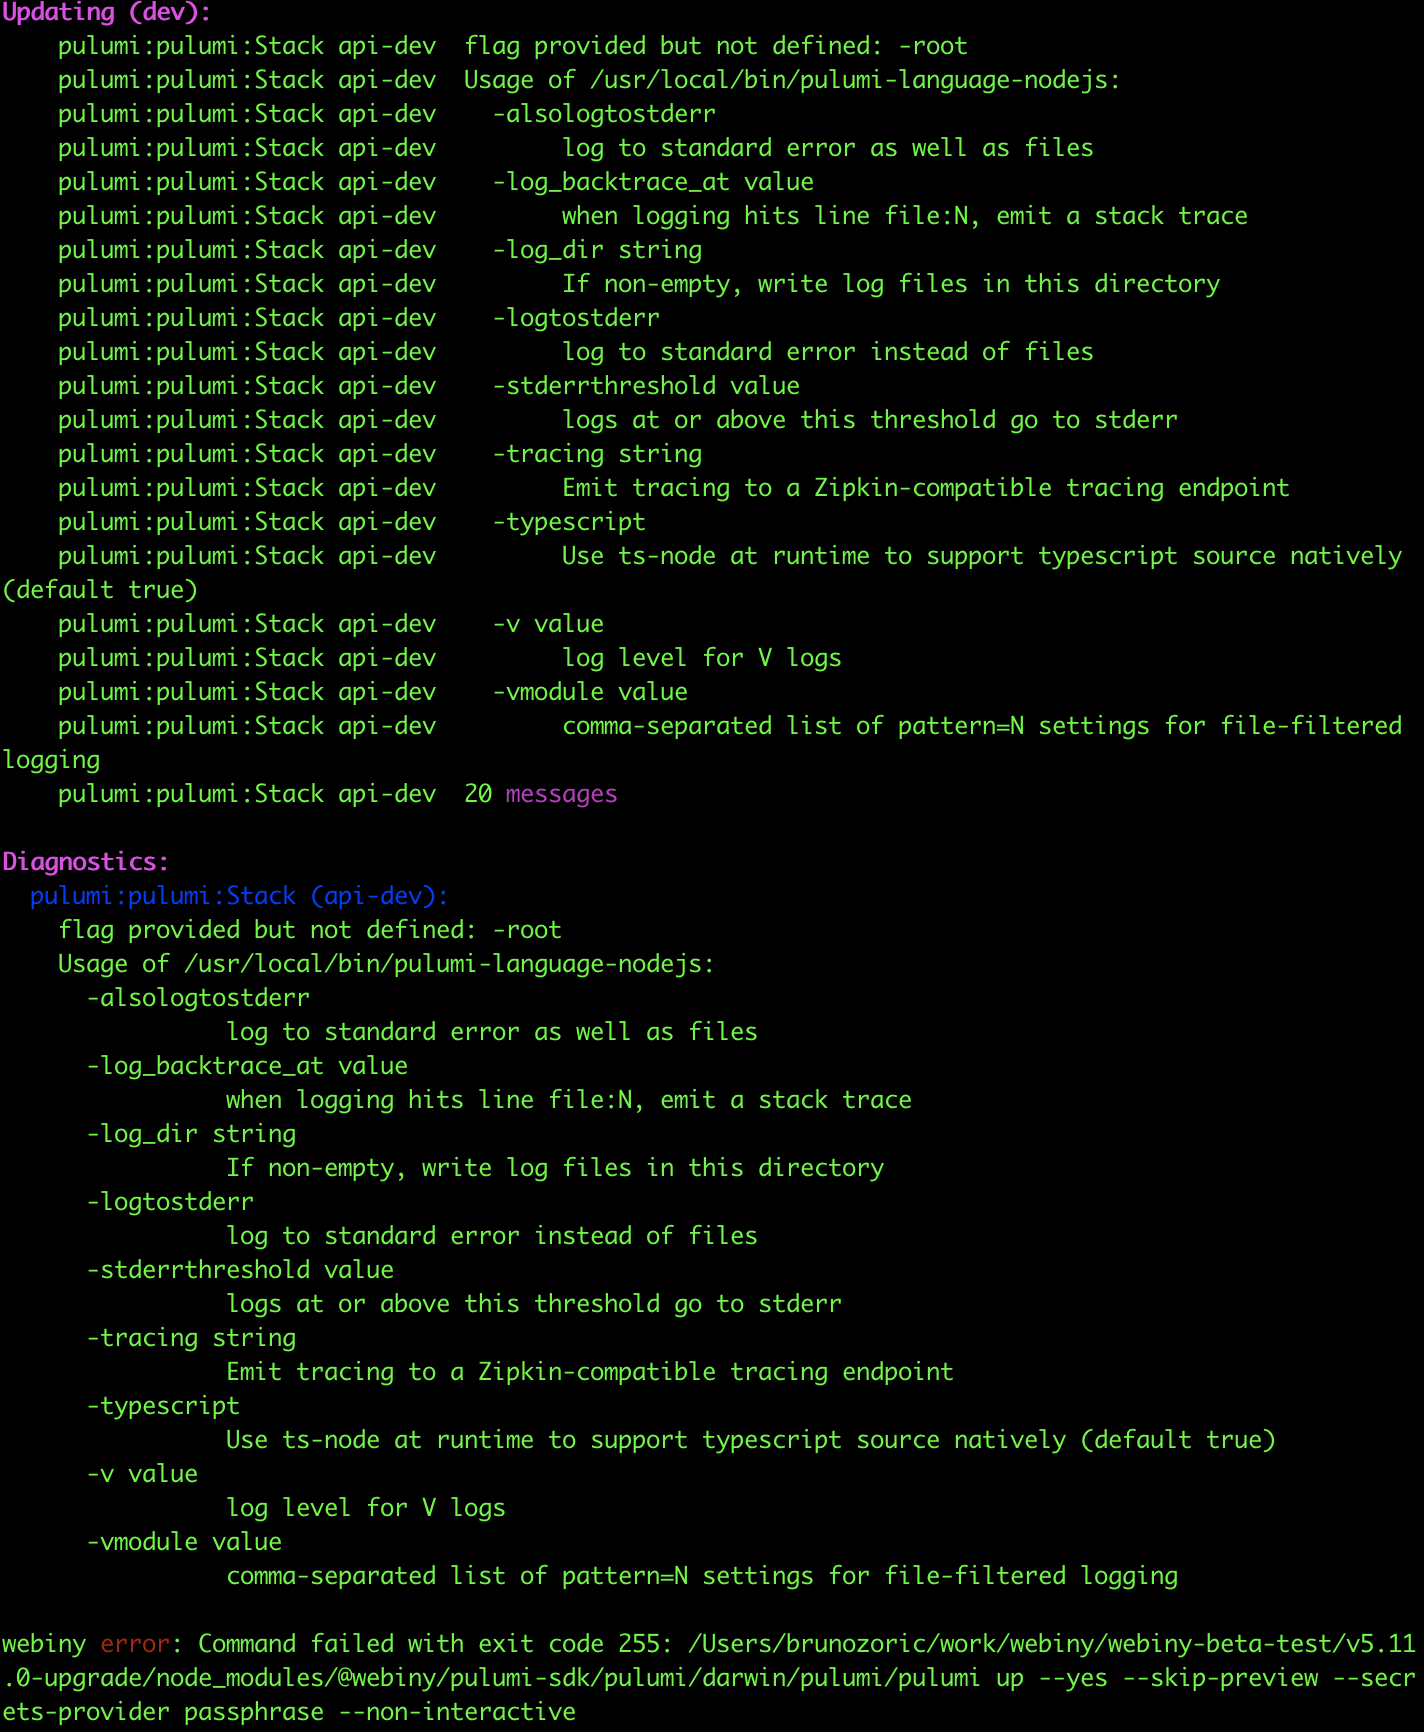 Updating (dev):
pulumi:pulumi:Stack api-dev  flag provided but not defined: -root
pulumi:pulumi:Stack api-dev  Usage of /usr/local/bin/pulumi-language-nodejs:
pulumi:pulumi:Stack api-dev    -alsologtostderr
pulumi:pulumi:Stack api-dev         log to standard error as well as files
pulumi:pulumi:Stack api-dev    -log_backtrace_at value
pulumi:pulumi:Stack api-dev         when logging hits line file:N, emit a stack trace
pulumi:pulumi:Stack api-dev    -log_dir string
pulumi:pulumi:Stack api-dev         If non-empty, write log files in this directory
pulumi:pulumi:Stack api-dev    -logtostderr
pulumi:pulumi:Stack api-dev         log to standard error instead of files
pulumi:pulumi:Stack api-dev    -stderrthreshold value
pulumi:pulumi:Stack api-dev         logs at or above this threshold go to stderr
pulumi:pulumi:Stack api-dev    -tracing string
pulumi:pulumi:Stack api-dev         Emit tracing to a Zipkin-compatible tracing endpoint
pulumi:pulumi:Stack api-dev    -typescript
pulumi:pulumi:Stack api-dev         Use ts-node at runtime to support typescript source natively
(default true)
pulumi:pulumi:Stack api-dev    -v value
pulumi:pulumi:Stack api-dev         log level for V logs
pulumi:pulumi:Stack api-dev    -vmodule value
pulumi:pulumi:Stack api-dev         comma-separated list of pattern=N settings for file-filtered
logging
pulumi:pulumi:Stack api-dev  20 messages
Diagnostics:
pulumi:pulumi:Stack (api-dev):
flag provided but not defined: -root
Usage of /usr/local/bin/pulumi-language-nodejs:
-alsologtostderr
log to standard error as well as files
-log_backtrace_at value
when logging hits line file:N, emit a stack trace
-log_dir string
If non-empty, write log files in this directory
-logtostderr
log to standard error instead of files
-stderrthreshold value
logs at or above this threshold go to stderr
-tracing string
Emit tracing to a Zipkin-compatible tracing endpoint
-typescript
Use ts-node at runtime to support typescript source natively (default true)
-v value
log level for V logs
-vmodule value
comma-separated list of pattern=N settings for file-filtered logging
webiny error: Command failed with exit code 255: /Users/brunozoric/work/webiny/webiny-beta-test/v5.11
.0-upgrade/node_modules/@webiny/pulumi-sdk/pulumi/darwin/pulumi/pulumi up --yes --skip-preview --secr
ets-provider passphrase --non-interactive